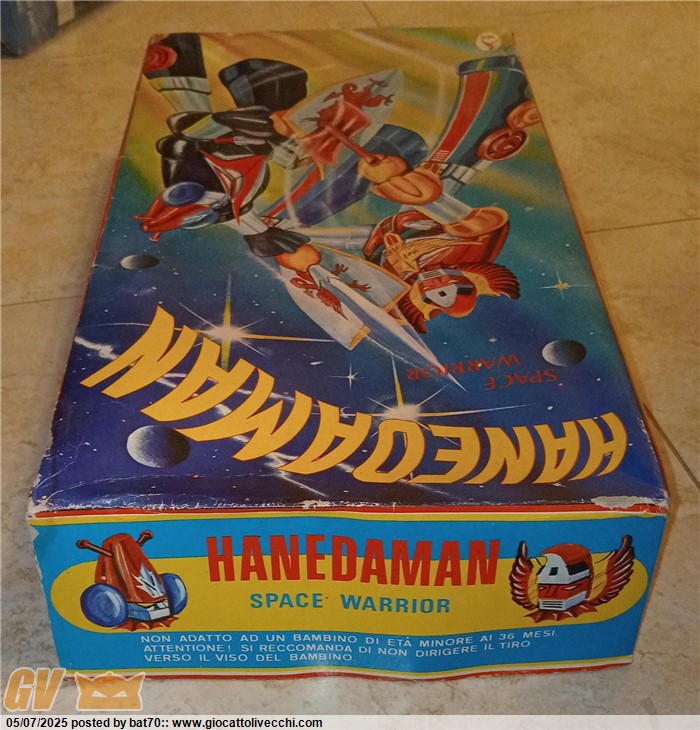 SPACE
WARRIOR
HANEDAMAN
HANEDAMAN
SPACE WARRIOR
NON ADATTO AD UN BAMBINO DI ETÀ MINORE AI 36 MESI.
ATTENTIONE! SI RECCOMANDA DI NON DIRIGERE IL TIRO
VERSO IL VISO DEL BAMBINO.
GV
05/07/2025 posted by bat70:: www.giocattolivecchi.com